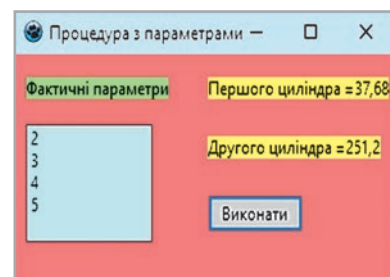 Процедура з параметрами
Фактичні параметри
Першого циліндра =37,68
2
3
4
5
Другого циліндра =251,2
Виконати